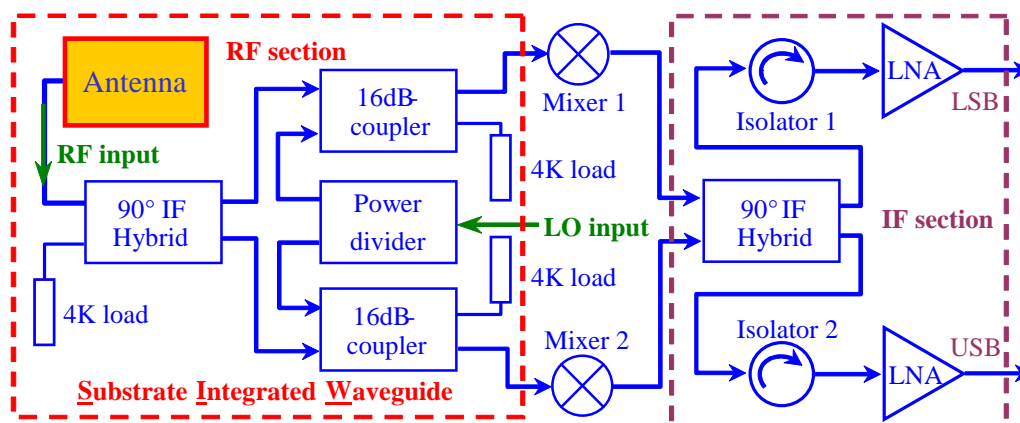 RF section
Antenna
RF input
90° IF
Hybrid
4K load
16dB-
coupler
4K load
Power
divider
LO input
4K load
16dB-
coupler
Substrate Integrated Waveguide
Mixer 1
Mixer 2
Isolator 1
LNA
LSB
90° IF
Hybrid
IF section
Isolator 2
LNA
USB